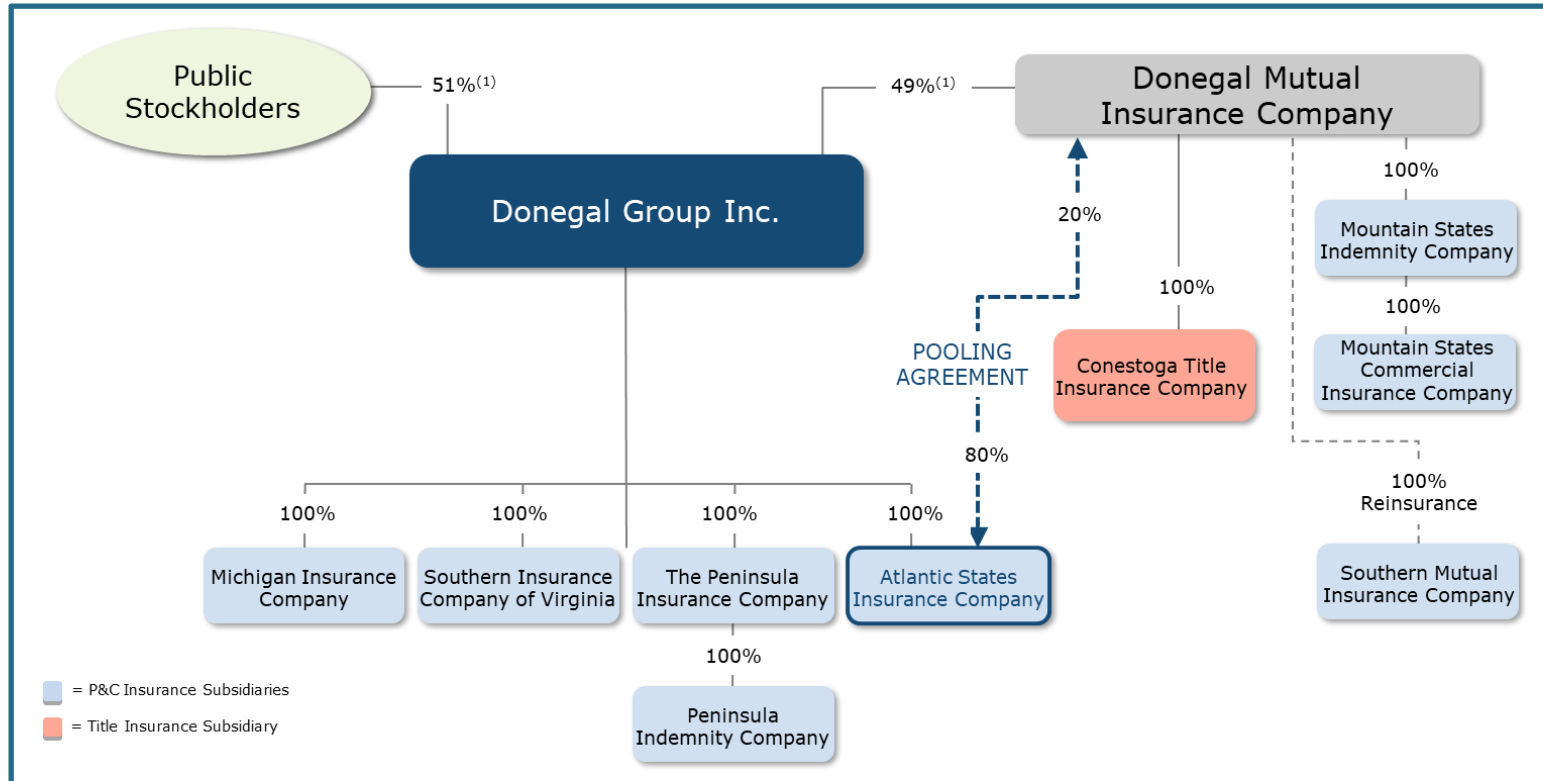 Public
Stockholders
51%(1)
49%(1)
Donegal Mutual
Insurance Company
Donegal Group Inc.
20%
100%
100%
Mountain States
Indemnity Company
100%
Mountain States
Commercial
Insurance Company
POOLING
AGREEMENT
Conestoga Title
Insurance Company
80%
100%
Reinsurance
Southern Mutual
Insurance Company
100%
100%
100%
100%
Michigan Insurance
Company
Southern Insurance
Company of Virginia
The Peninsula
Insurance Company
Atlantic States
Insurance Company
100%
Peninsula
Indemnity Company
= P&C Insurance Subsidiaries
= Title Insurance Subsidiary